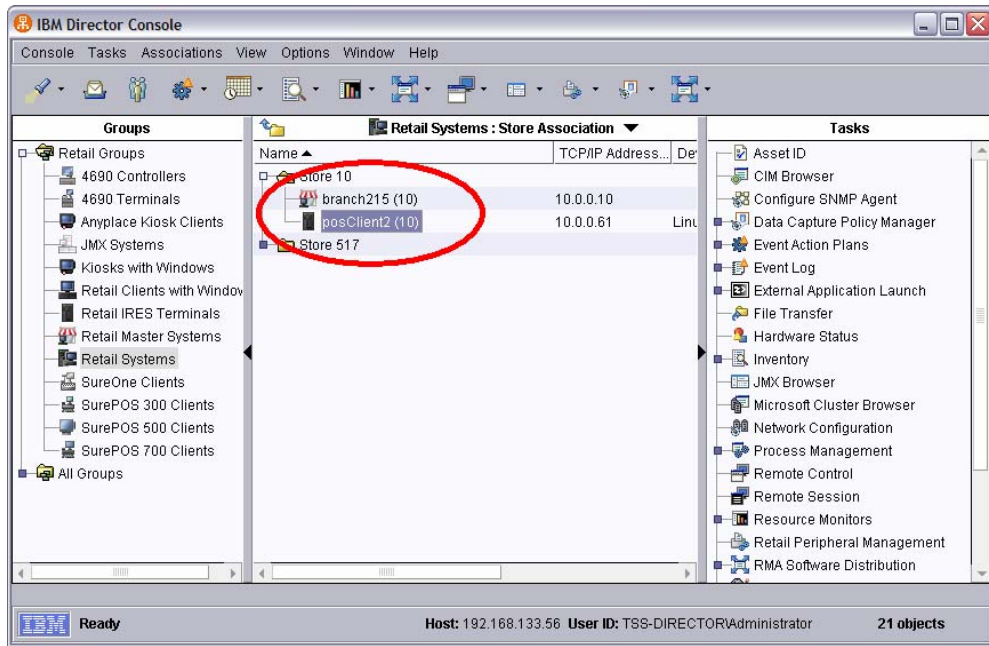 IBM Director Console
Console Tasks Associations View Options Window Help
Groups
Retail Groups
4690 Controllers
4690 Terminals
Anyplace Kiosk Clients
JMX Systems
Kiosks with Windows
Retail Clients with Window
Retail IRES Terminals
Retail Master Systems
Retail Systems
SureOne Clients
SurePOS 300 Clients
SurePOS 500 Clients
SurePOS 700 Clients
All Groups
Retail Systems : Store Association
Name TCP/IP Address... De
Store 10
branch215 (10) 10.0.0.10
posClient2 (10) 10.0.0.61 Linu
Store 517
Tasks
Asset ID
CIM Browser
Configure SNMP Agent
Data Capture Policy Manager
Event Action Plans
Event Log
External Application Launch
File Transfer
Hardware Status
Inventory
JMX Browser
Microsoft Cluster Browser
Network Configuration
Process Management
Remote Control
Remote Session
Resource Monitors
Retail Peripheral Management
RMA Software Distribution
IBM Ready Host: 192.168.133.56 User ID: TSS-DIRECTOR\Administrator 21 objects